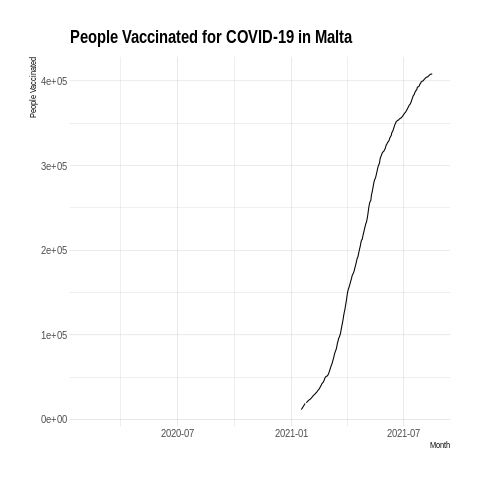 People Vaccinated for COVID-19 in Malta
People Vaccinated
4e+05
3e+05
2e+05
1e+05
0e+00
2020-07 2021-01 2021-07
Month